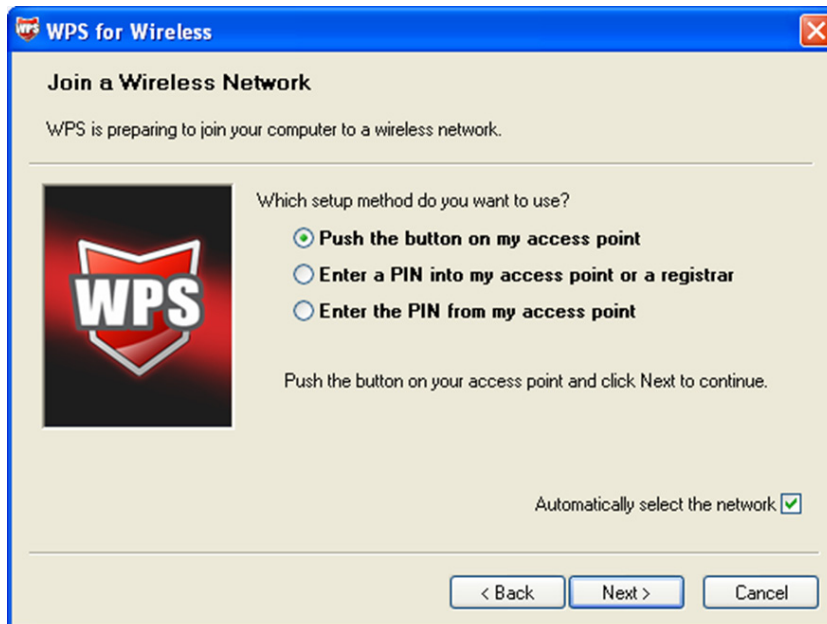 WPS WPS for Wireless
Join a Wireless Network
WPS is preparing to join your computer to a wireless network.
Which setup method do you want to use?
Push the button on my access point
Enter a PIN into my access point or a registrar
Enter the PIN from my access point
WPS
Push the button on your access point and click Next to continue.
Automatically select the network
< Back Next > Cancel